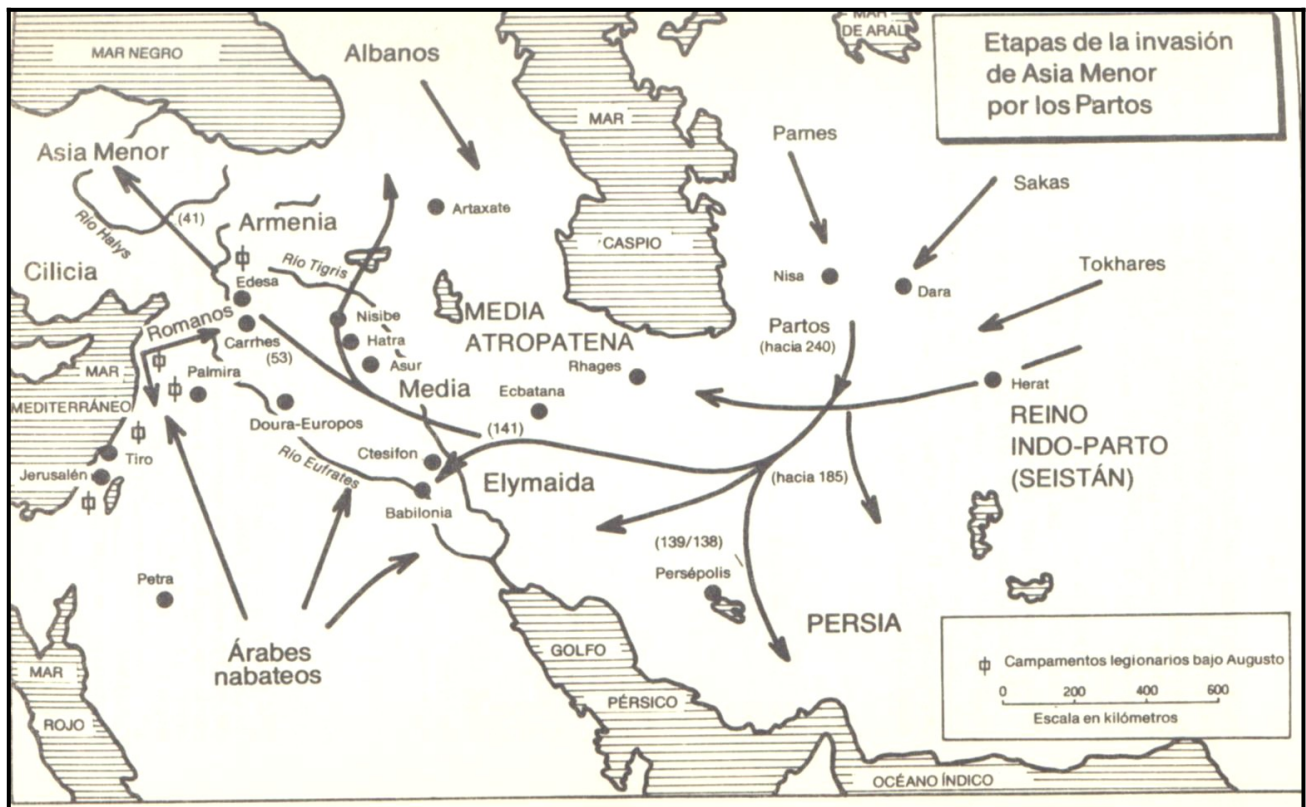 Etapas de la invasión
de Asia Menor
por los Partos
MAR NEGRO
Albanos
MAR
DE ARAL
MAR
CASPIO
Parnes
Sakas
Asia Menor
Río Halys
(41)
Armenia
Artaxate
Cilicia
Río Tigris
Edesa
Nisa
Dara
Tokhares
Romanos
Carrhes
(53)
Nisibe
Hatra
Asur
MEDIA
ATROPATENA
Partos
(hacia 240)
MAR
MEDITERRÁNEO
Palmira
Media
Rhages
Ecbatana
Herat
Doura-Europos
(141)
REINO
INDO-PARTO
(SEISTÁN)
Río Eufrates
Ctesifon
Tiro
Jerusalén
Elymaida
(hacia 185)
Babilonia
(139/138)
Persépolis
Petra
PERSIA
Árabes
nabateos
GOLFO
PÉRSICO
MAR
ROJO
Campamentos legionarios bajo Augusto
0 200 400 600
Escala en kilómetros
OCÉANO ÍNDICO